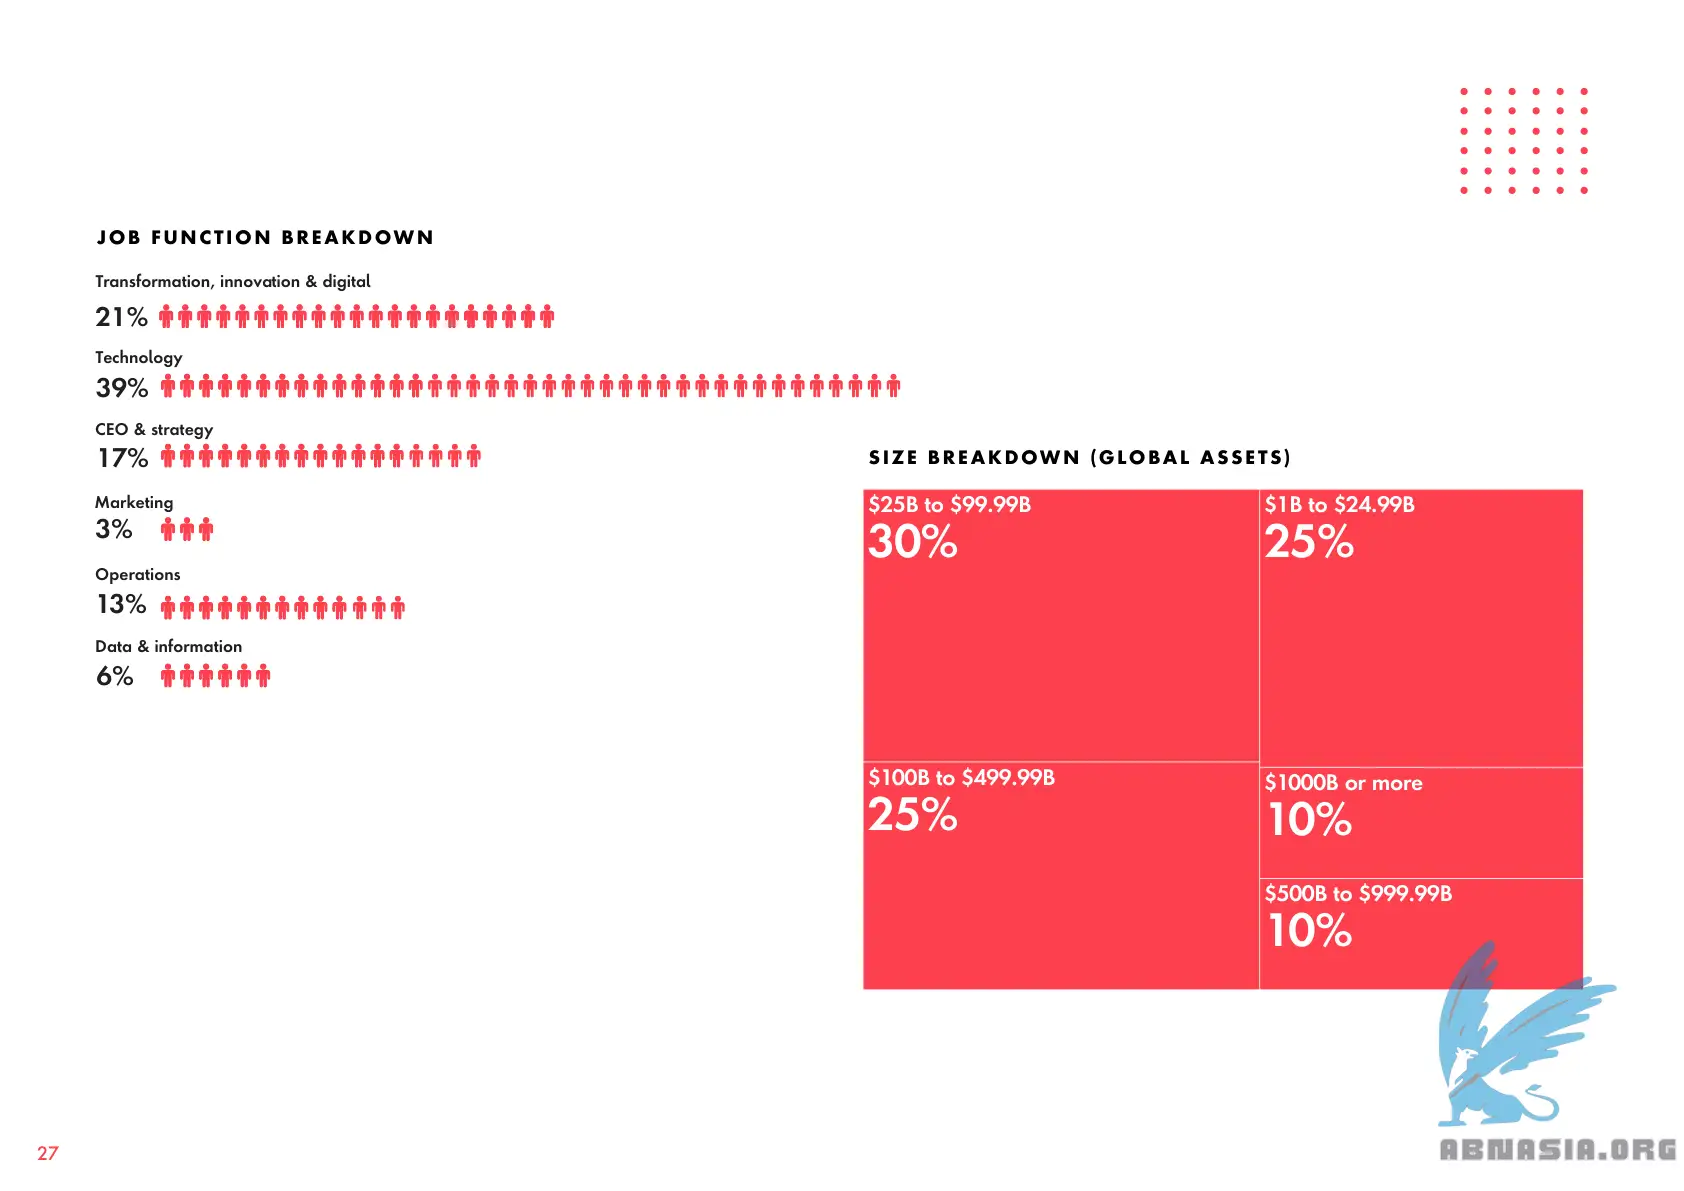 JOB FUNCTION BREAKDOWN
Transformation, innovation & digital
21%
Technology
39%
CEO & strategy
17%
Marketing
3%
Operations
13%
Data & information
6%
SIZE BREAKDOWN (GLOBAL ASSETS)
$25B to $99.99B
30%
$1B to $24.99B
25%
$100B to $499.99B
25%
$1000B or more
10%
$500B to $999.99B
10%
ABNASIA.ORG
27